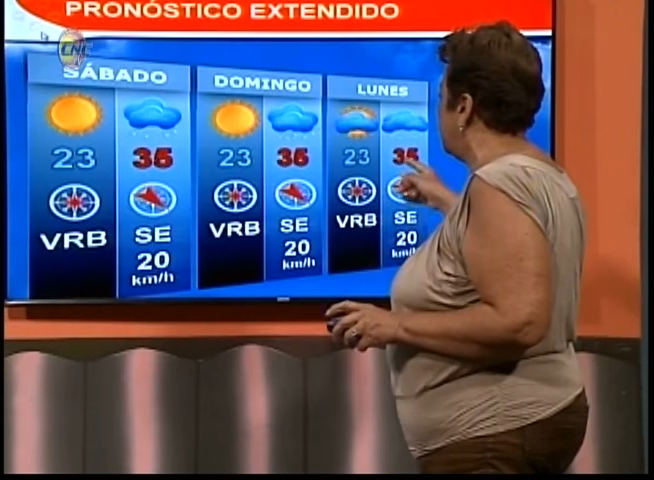 PRONÓSTICO EXTENDIDO
CNC
SÁBADO
23 35
VRB SE
20
km/h
DOMINGO
23 35
VRB SE
20
km/h
LUNES
23 35
VRB SE
20
km/h